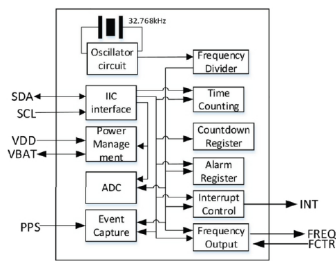 32.768kHz
Oscillator
circuit
Frequency
Divider
SDA
IIC
interface
SCL
Time
Counting
VDD
VBAT
Power
Manage
ment
Countdown
Register
ADC
Alarm
Register
Interrupt
Control
INT
PPS
Event
Capture
Frequency
Output
FREQ
FCTR